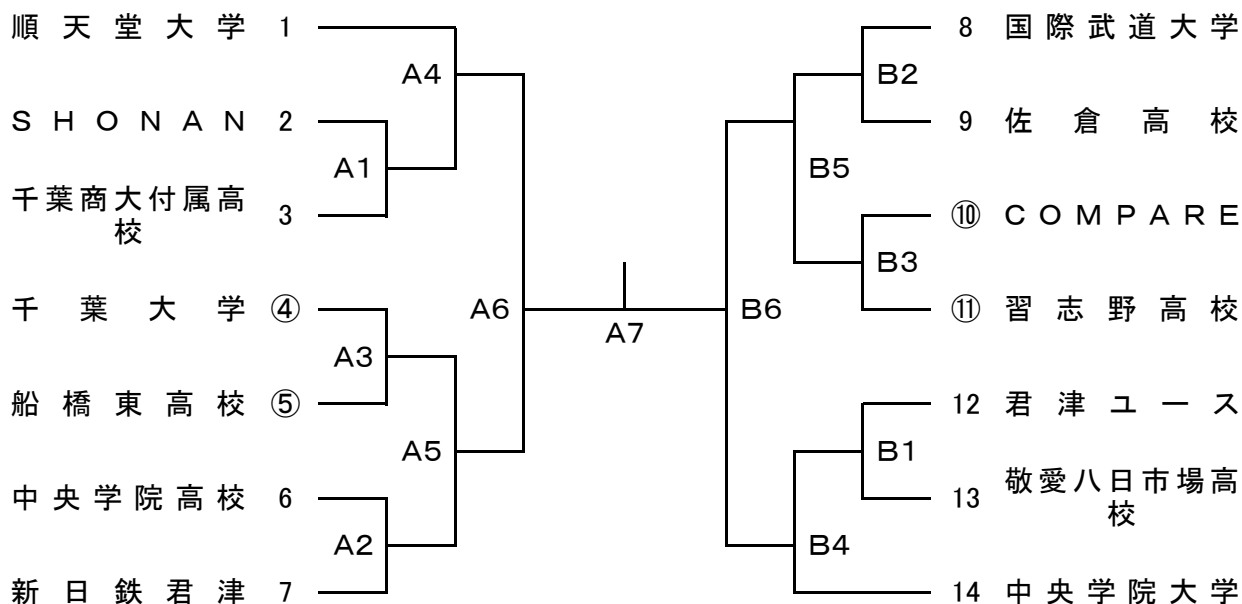 順天堂大学 1
A4
SHONAN 2
A1
千葉商大付属高
校
3
千葉大学 ④
A3
船橋東高校 ⑤
A5
中央学院高校 6
A2
新日鉄君津 7
A6
A7
B6
8 国際武道大学
B2
9 佐倉高校
B5
⑩ COMPARE
B3
⑪ 習志野高校
12 君津ユース
B1
13 敬愛八日市場高
校
B4
14 中央学院大学